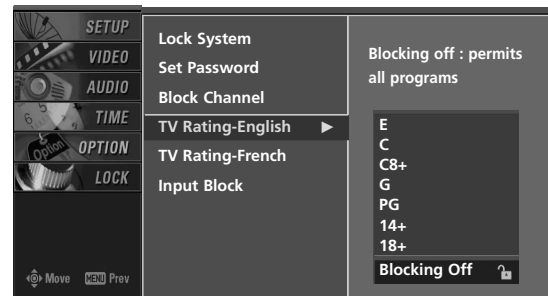 SETUP
VIDEO
AUDIO
TIME
OPTION
LOCK
Move MENU Prev
Lock System
Set Password
Block Channel
TV Rating-English ▶
TV Rating-French
Input Block
Blocking off : permits
all programs
E
C
C8+
G
PG
14+
18+
Blocking Off